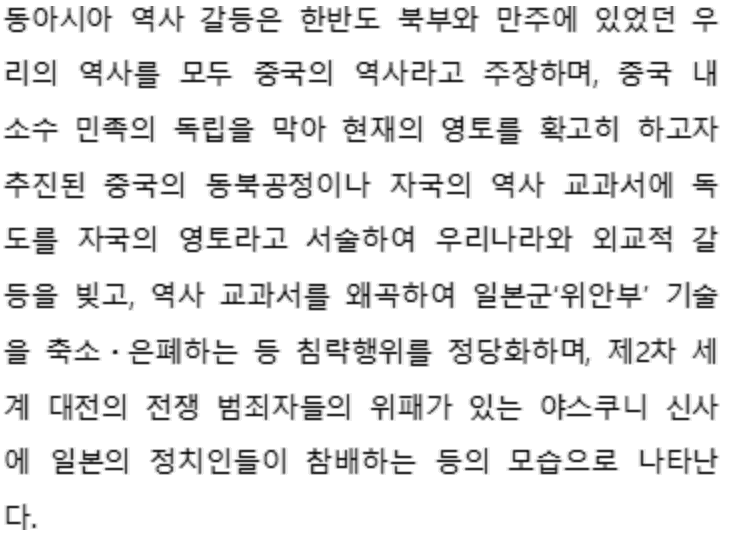 동아시아 역사 갈등은 한반도 북부와 만주에 있었던 우
리의 역사를 모두 중국의 역사라고 주장하며, 중국 내
소수 민족의 독립을 막아 현재의 영토를 확고히 하고자
추진된 중국의 동북공정이나 자국의 역사 교과서에 독
도를 자국의 영토라고 서술하여 우리나라와 외교적 갈
등을 빚고, 역사 교과서를 왜곡하여 일본군‘위안부’ 기술
을 축소・은폐하는 등 침략행위를 정당화하며, 제2차 세
계 대전의 전쟁 범죄자들의 위패가 있는 야스쿠니 신사
에 일본의 정치인들이 참배하는 등의 모습으로 나타난
다.